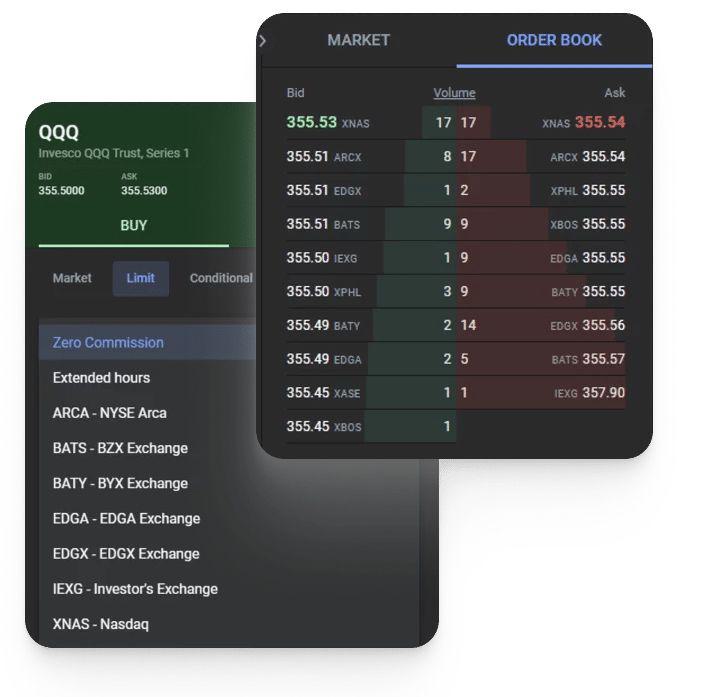 MARKET ORDER BOOK
Bid Volume Ask
355.53 XNAS 17 17 XNAS 355.54
355.51 ARCX 8 17 ARCX 355.54
355.51 EDGX 1 2 XPHL 355.55
355.51 BATS 9 9 XBOS 355.55
355.50 IEXG 1 9 EDGA 355.55
355.50 XPHL 3 9 BATY 355.55
355.49 BATY 2 14 EDGX 355.56
355.49 EDGA 2 5 BATS 355.57
355.45 XASE 1 1 IEXG 357.90
355.45 XBOS 1
QQQ
Invesco QQQ Trust, Series 1
BID ASK
355.5000 355.5300
BUY
Market Limit Conditional
Zero Commission
Extended hours
ARCA - NYSE Arca
BATS - BZX Exchange
BATY - BYX Exchange
EDGA - EDGA Exchange
EDGX - EDGX Exchange
IEXG - Investor's Exchange
XNAS - Nasdaq